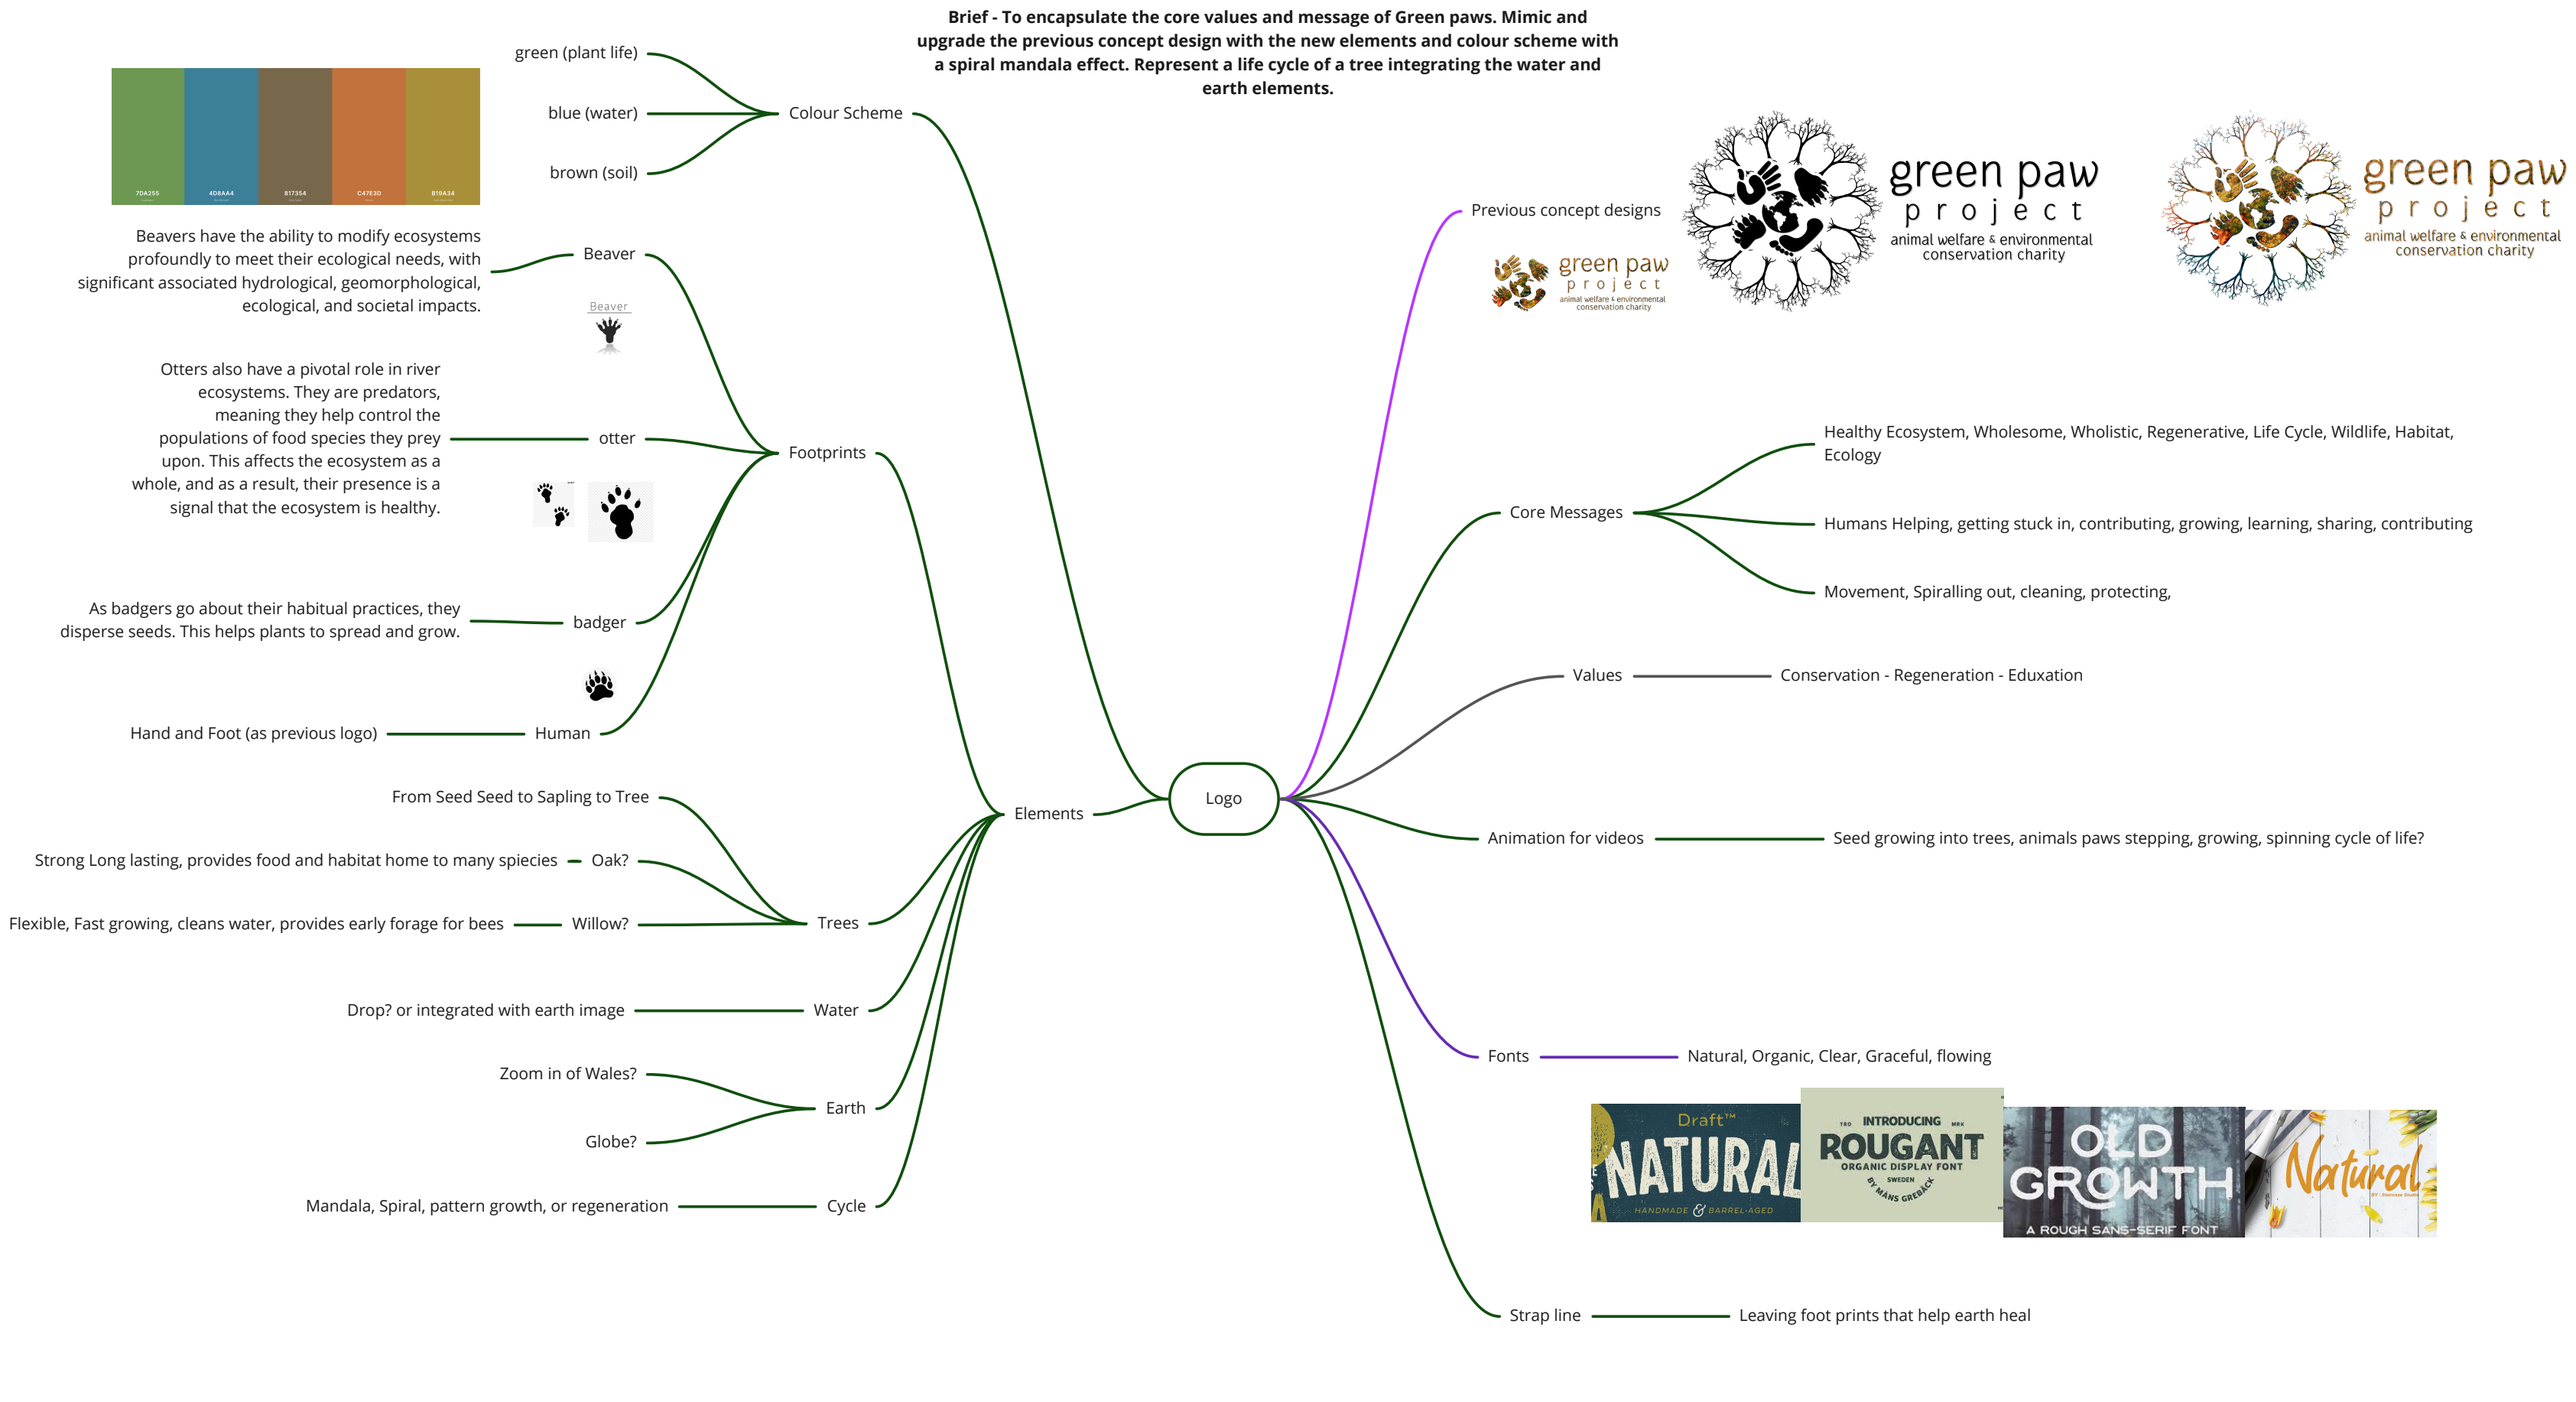 Brief - To encapsulate the core values and message of Green paws. Mimic and
upgrade the previous concept design with the new elements and colour scheme with
a spiral mandala effect. Represent a life cycle of a tree integrating the water and
earth elements.
green (plant life)
blue (water)
brown (soil)
Colour Scheme
7DA255
4D8AA4
817354
C47E3D
B19A34
Beavers have the ability to modify ecosystems
profoundly to meet their ecological needs, with
significant associated hydrological, geomorphological,
ecological, and societal impacts.
Beaver
Beaver
Otters also have a pivotal role in river
ecosystems. They are predators,
meaning they help control the
populations of food species they prey
upon. This affects the ecosystem as a
whole, and as a result, their presence is a
signal that the ecosystem is healthy.
otter
Footprints
As badgers go about their habitual practices, they
disperse seeds. This helps plants to spread and grow.
badger
Hand and Foot (as previous logo)
Human
From Seed Seed to Sapling to Tree
Strong Long lasting, provides food and habitat home to many spiecies
Oak?
Flexible, Fast growing, cleans water, provides early forage for bees
Willow?
Trees
Drop? or integrated with earth image
Water
Zoom in of Wales?
Globe?
Earth
Mandala, Spiral, pattern growth, or regeneration
Cycle
Elements
Logo
Previous concept designs
green paw
project
animal welfare & environmental
conservation charity
green paw
project
animal welfare & environmental
conservation charity
green paw
project
animal welfare & environmental
conservation charity
Core Messages
Healthy Ecosystem, Wholesome, Wholistic, Regenerative, Life Cycle, Wildlife, Habitat,
Ecology
Humans Helping, getting stuck in, contributing, growing, learning, sharing, contributing
Movement, Spiralling out, cleaning, protecting,
Values
Conservation - Regeneration - Eduxation
Animation for videos
Seed growing into trees, animals paws stepping, growing, spinning cycle of life?
Fonts
Natural, Organic, Clear, Graceful, flowing
Draft™
NATURAL
HANDMADE & BARREL-AGED
TRD INTRODUCING MRX
ROUGANT
ORGANIC DISPLAY FONT
SWEDEN
BY MÅNS GREBÄCK
OLD
GROWTH
A ROUGH SANS-SERIF FONT
Natural
Strap line
Leaving foot prints that help earth heal